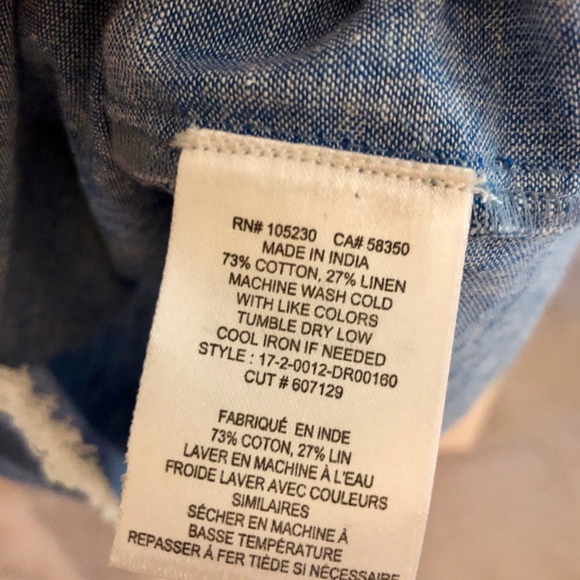 RN# 105230 CA# 58350
MADE IN INDIA
73% COTTON, 27% LINEN
MACHINE WASH COLD
WITH LIKE COLORS
TUMBLE DRY LOW
COOL IRON IF NEEDED
STYLE : 17-2-0012-DR00160
CUT # 607129
FABRIQUÉ EN INDE
73% COTON, 27% LIN
LAVER EN MACHINE À L'EAU
FROIDE LAVER AVEC COULEURS
SIMILAIRES
SÉCHER EN MACHINE À
BASSE TEMPÉRATURE
REPASSER À FER TIÈDE SI NÉCESSAIRE